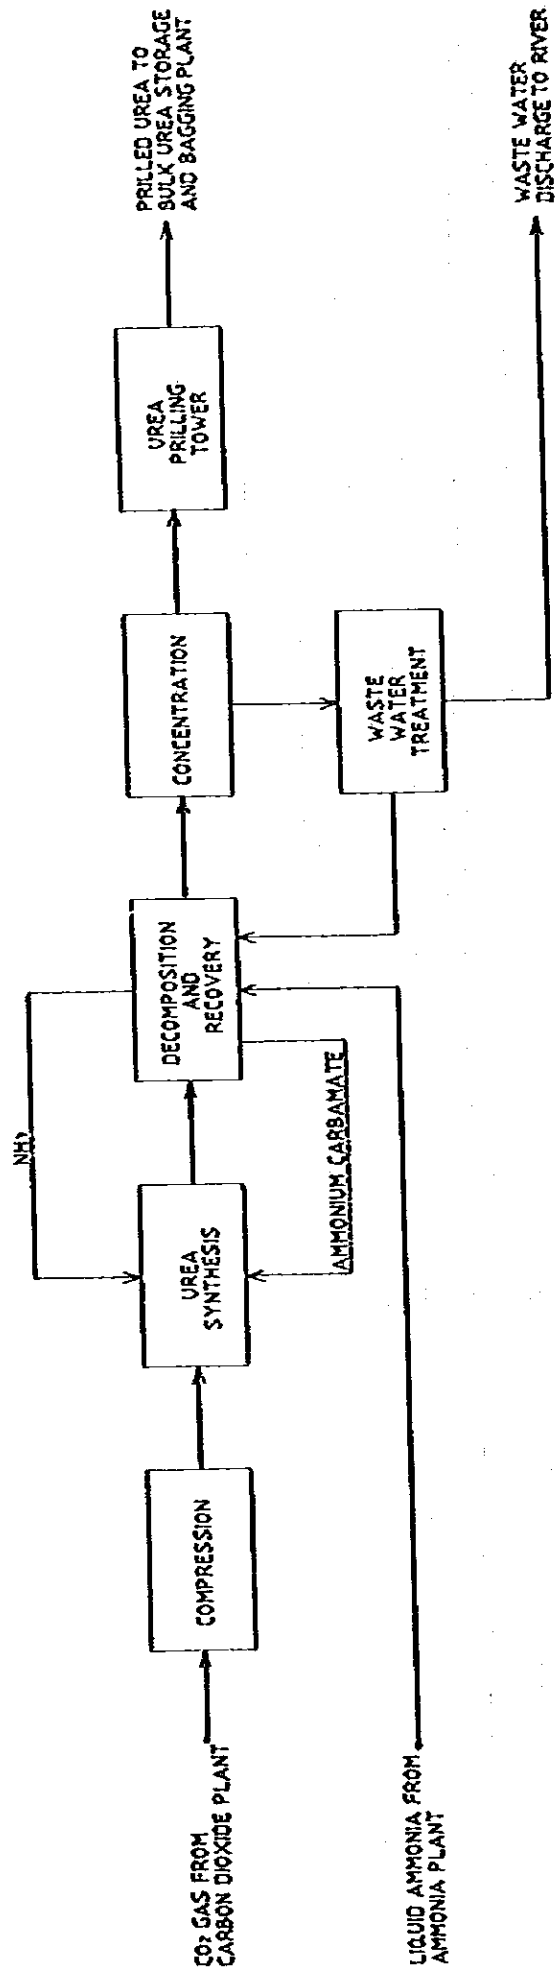 CO₂ GAS FROM
CARBON DIOXIDE PLANT
LIQUID AMMONIA FROM
AMMONIA PLANT
COMPRESSION
UREA
SYNTHESIS
NH₃
AMMONIUM CARBAMATE
DECOMPOSITION
AND
RECOVERY
CONCENTRATION
WASTE
WATER
TREATMENT
UREA
PRILLING
TOWER
PRILLED UREA TO
BULK UREA STORAGE
AND BAGGING PLANT
WASTE WATER
DISCHARGE TO RIVER